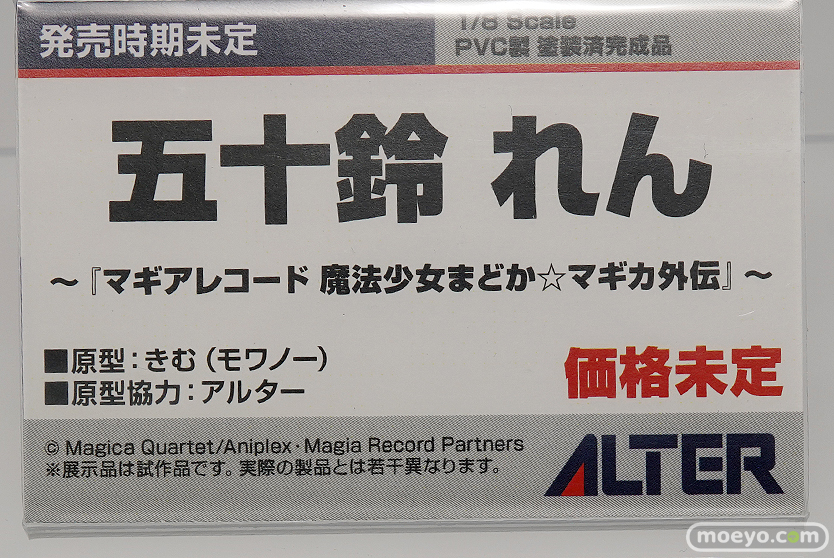 発売時期未定
1/8 Scale
PVC製 塗装済完成品
五十鈴 れん
～『マギアレコード 魔法少女まどか☆マギカ外伝』～
■原型：きむ（モワノー）
■原型協力：アルター
価格未定
© Magica Quartet/Aniplex・Magia Record Partners
※展示品は試作品です。実際の製品とは若干異なります。
ALTER
moeyo.com